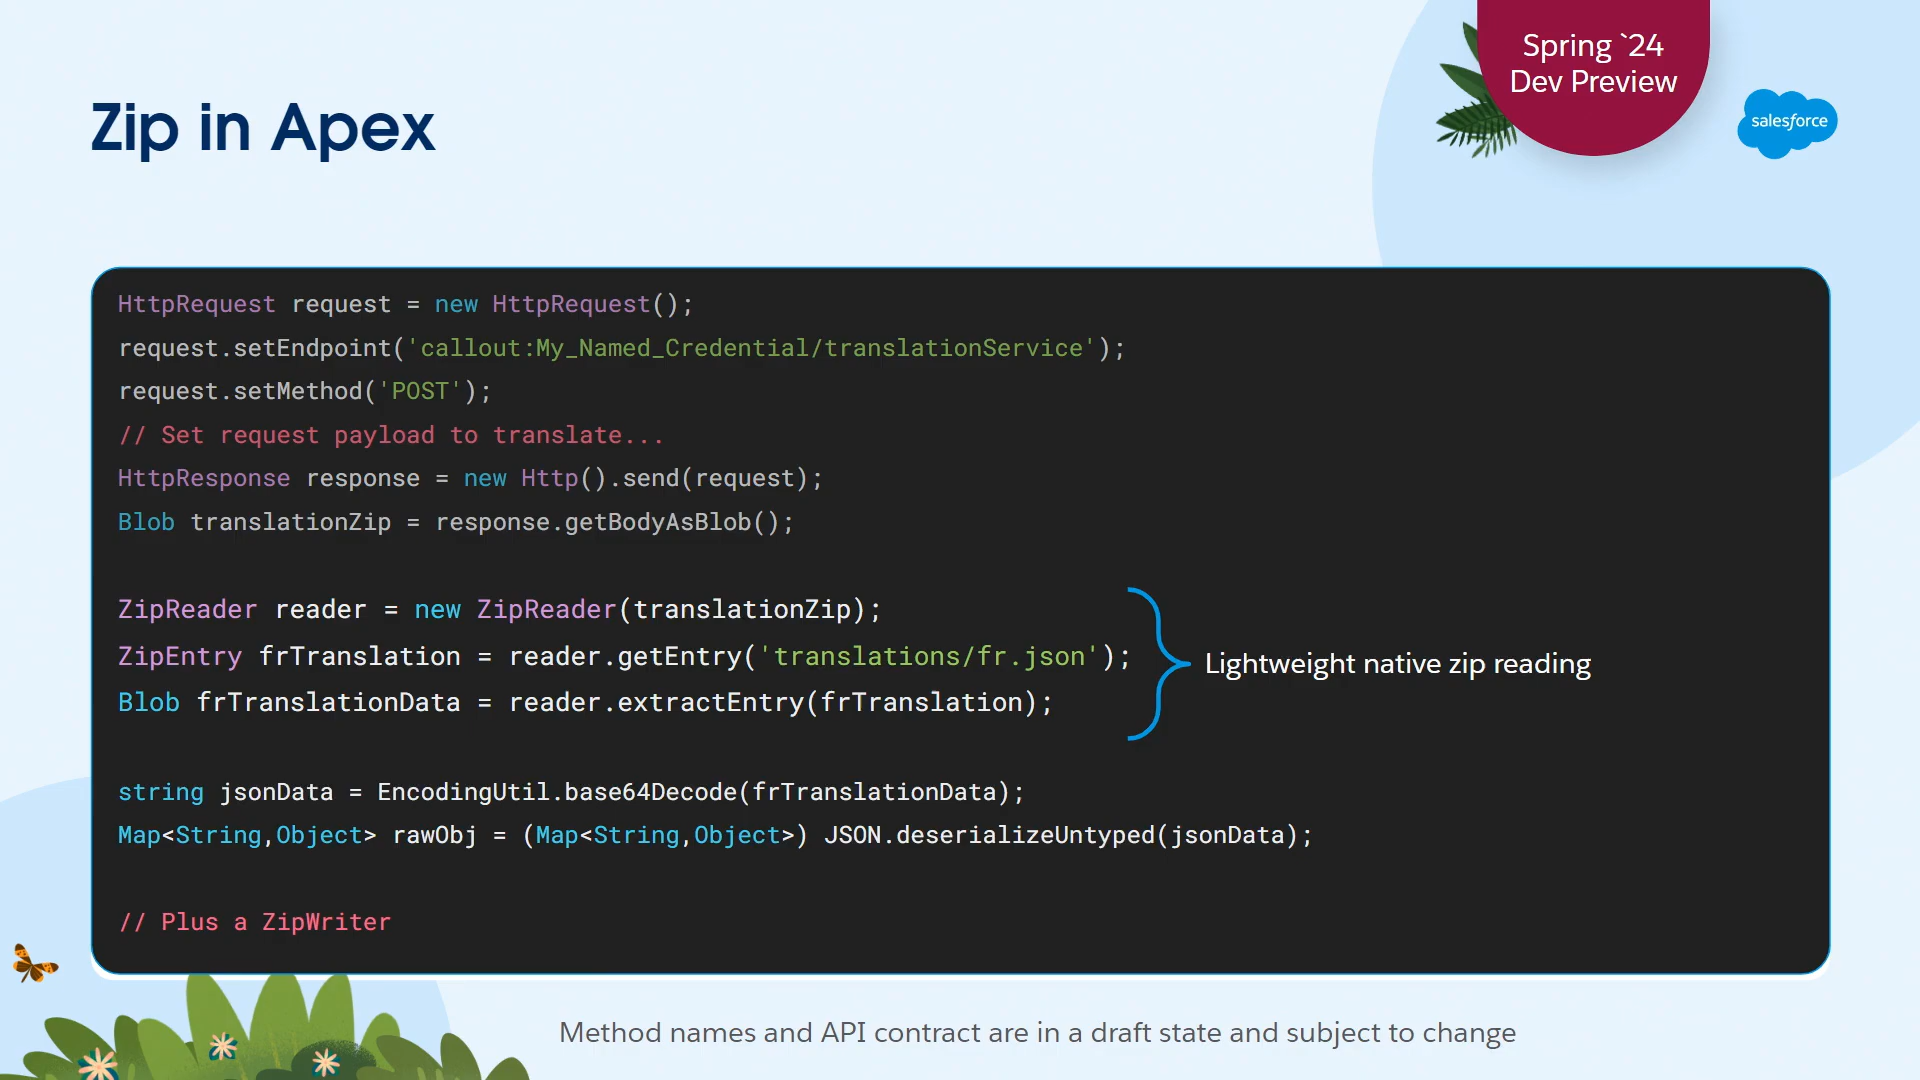 Spring `24
Dev Preview
salesforce
Zip in Apex
HttpRequest request = new HttpRequest();
request.setEndpoint('callout:My_Named_Credential/translationService');
request.setMethod('POST');
// Set request payload to translate...
HttpResponse response = new Http().send(request);
Blob translationZip = response.getBodyAsBlob();
ZipReader reader = new ZipReader(translationZip);
ZipEntry frTranslation = reader.getEntry('translations/fr.json');
Blob frTranslationData = reader.extractEntry(frTranslation);
Lightweight native zip reading
string jsonData = EncodingUtil.base64Decode(frTranslationData);
Map<String,Object> rawObj = (Map<String,Object>) JSON.deserializeUntyped(jsonData);
// Plus a ZipWriter
Method names and API contract are in a draft state and subject to change